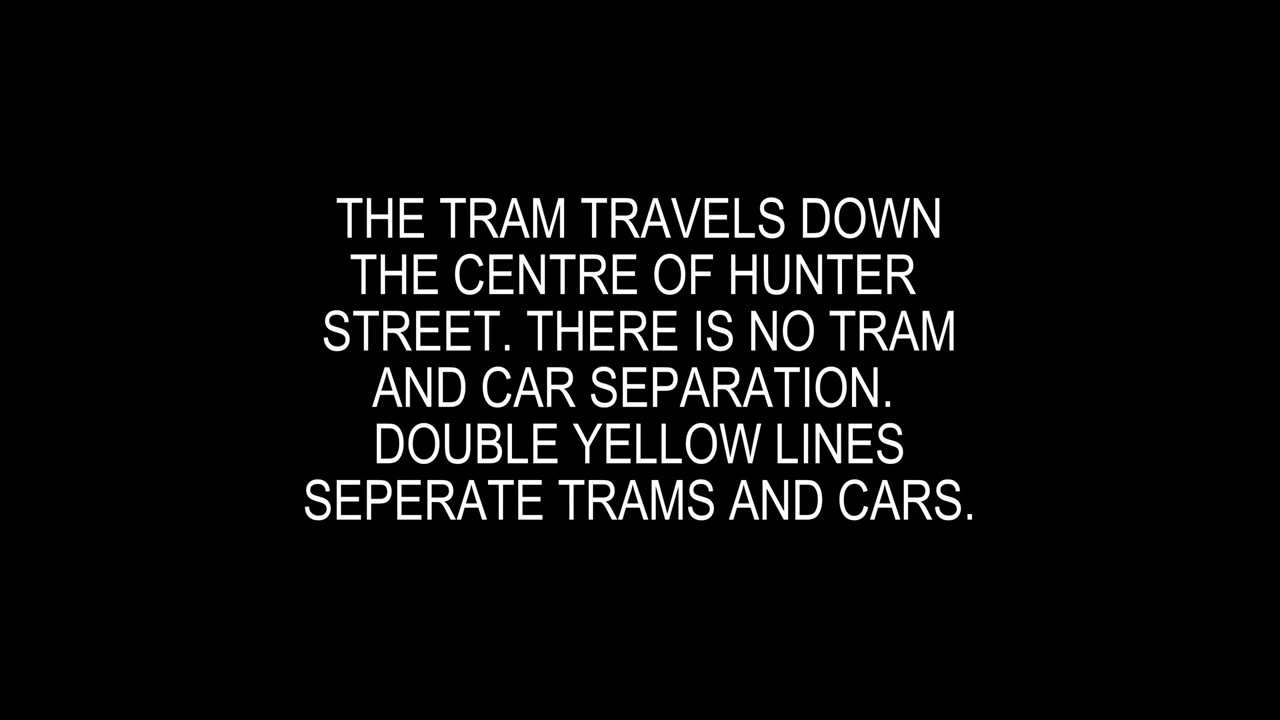 THE TRAM TRAVELS DOWN
THE CENTRE OF HUNTER
STREET. THERE IS NO TRAM
AND CAR SEPARATION.
DOUBLE YELLOW LINES
SEPERATE TRAMS AND CARS.